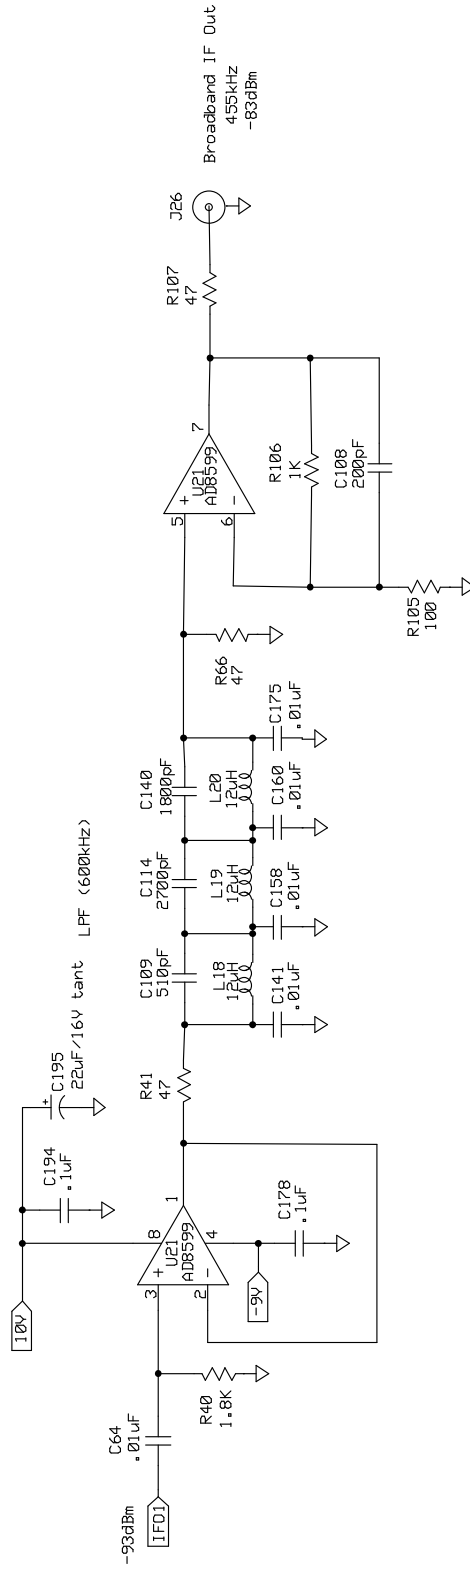 -93dBm
IFO1
C64
.01uF
R40
1.8K
10V
C194
.1uF
C195
22uF/16V tant
+
3
+
2
-
8
U21
AD8599
4
1
-9V
C178
.1uF
R41
47
LPF (600kHz)
C109
510pF
C114
2700pF
C140
1800pF
L18
12uH
L19
12uH
L20
12uH
C141
.01uF
C158
.01uF
C160
.01uF
C175
.01uF
R66
47
5
+
6
-
U21
AD8599
7
R106
1K
C108
200pF
R105
100
R107
47
J26
Broadband IF Out
455kHz
-83dBm